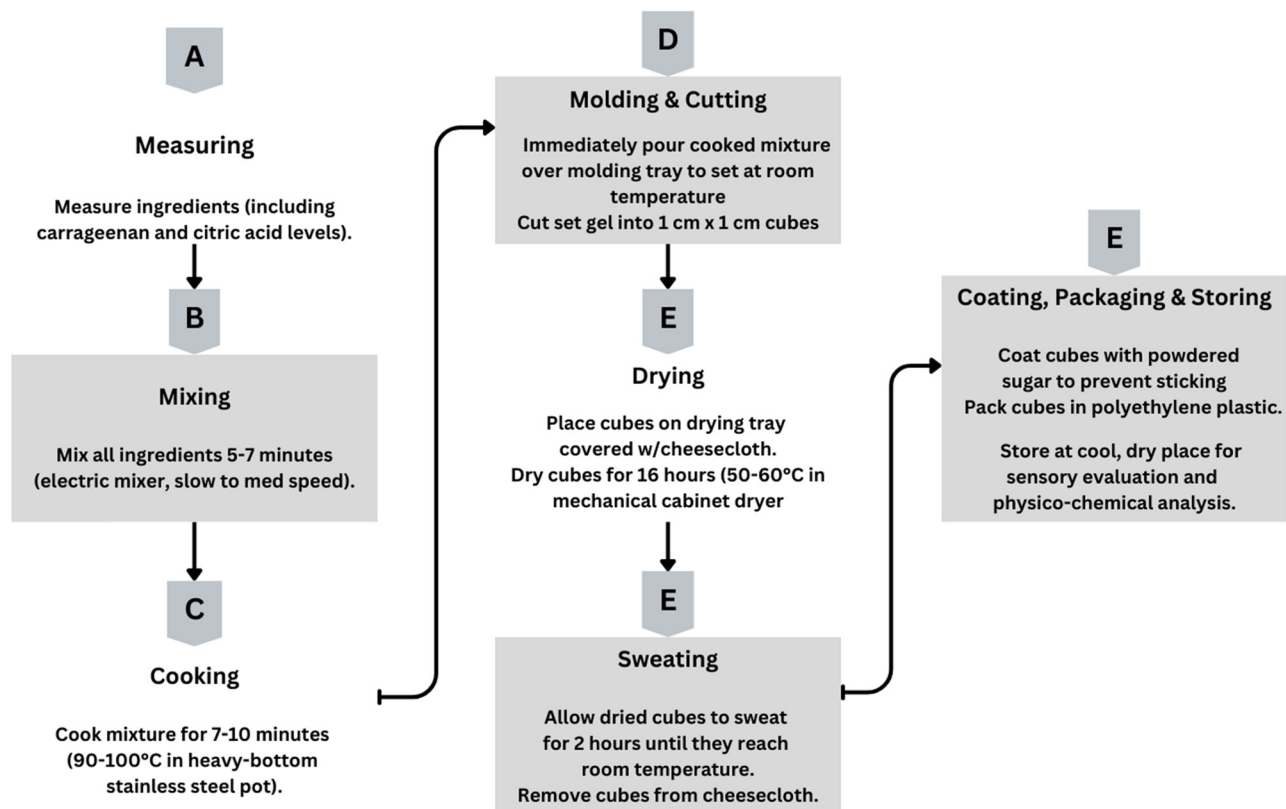 A
Measuring
Measure ingredients (including
carrageenan and citric acid levels).
B
Mixing
Mix all ingredients 5-7 minutes
(electric mixer, slow to med speed).
C
Cooking
Cook mixture for 7-10 minutes
(90-100°C in heavy-bottom
stainless steel pot).
D
Molding & Cutting
Immediately pour cooked mixture
over molding tray to set at room
temperature
Cut set gel into 1 cm x 1 cm cubes
E
Drying
Place cubes on drying tray
covered w/cheesecloth.
Dry cubes for 16 hours (50-60°C in
mechanical cabinet dryer
E
Sweating
Allow dried cubes to sweat
for 2 hours until they reach
room temperature.
Remove cubes from cheesecloth.
E
Coating, Packaging & Storing
Coat cubes with powdered
sugar to prevent sticking
Pack cubes in polyethylene plastic.
Store at cool, dry place for
sensory evaluation and
physico-chemical analysis.